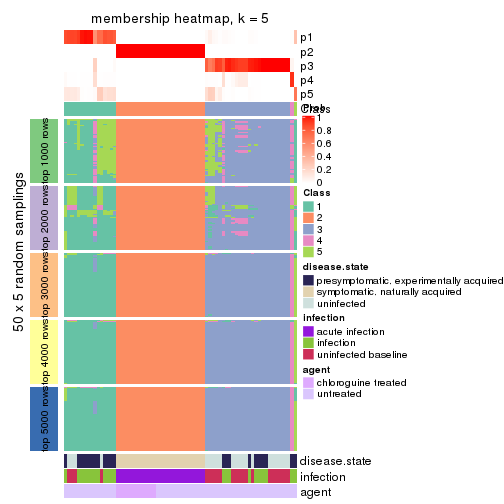 membership heatmap, k = 5
p1
p2
p3
p4
p5
Class
Prob
1
0.8
0.6
0.4
0.2
0
Class
1
2
3
4
5
disease.state
presymptomatic, experimentally acquired
symptomatic, naturally acquired
uninfected
infection
acute infection
infection
uninfected baseline
agent
chloroquine treated
untreated
50 x 5 random samplings
top 1000 rows
top 2000 rows
top 3000 rows
top 4000 rows
top 5000 rows
disease.state
infection
agent